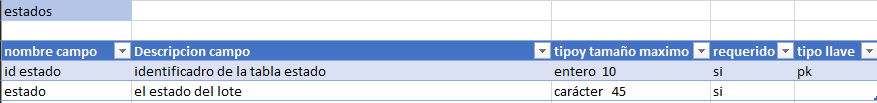 estados
nombre campo Descripcion campo tipoy tamaño maximo requerido tipo llave
id estado identificadro de la tabla estado entero 10 si pk
estado el estado del lote carácter 45 si